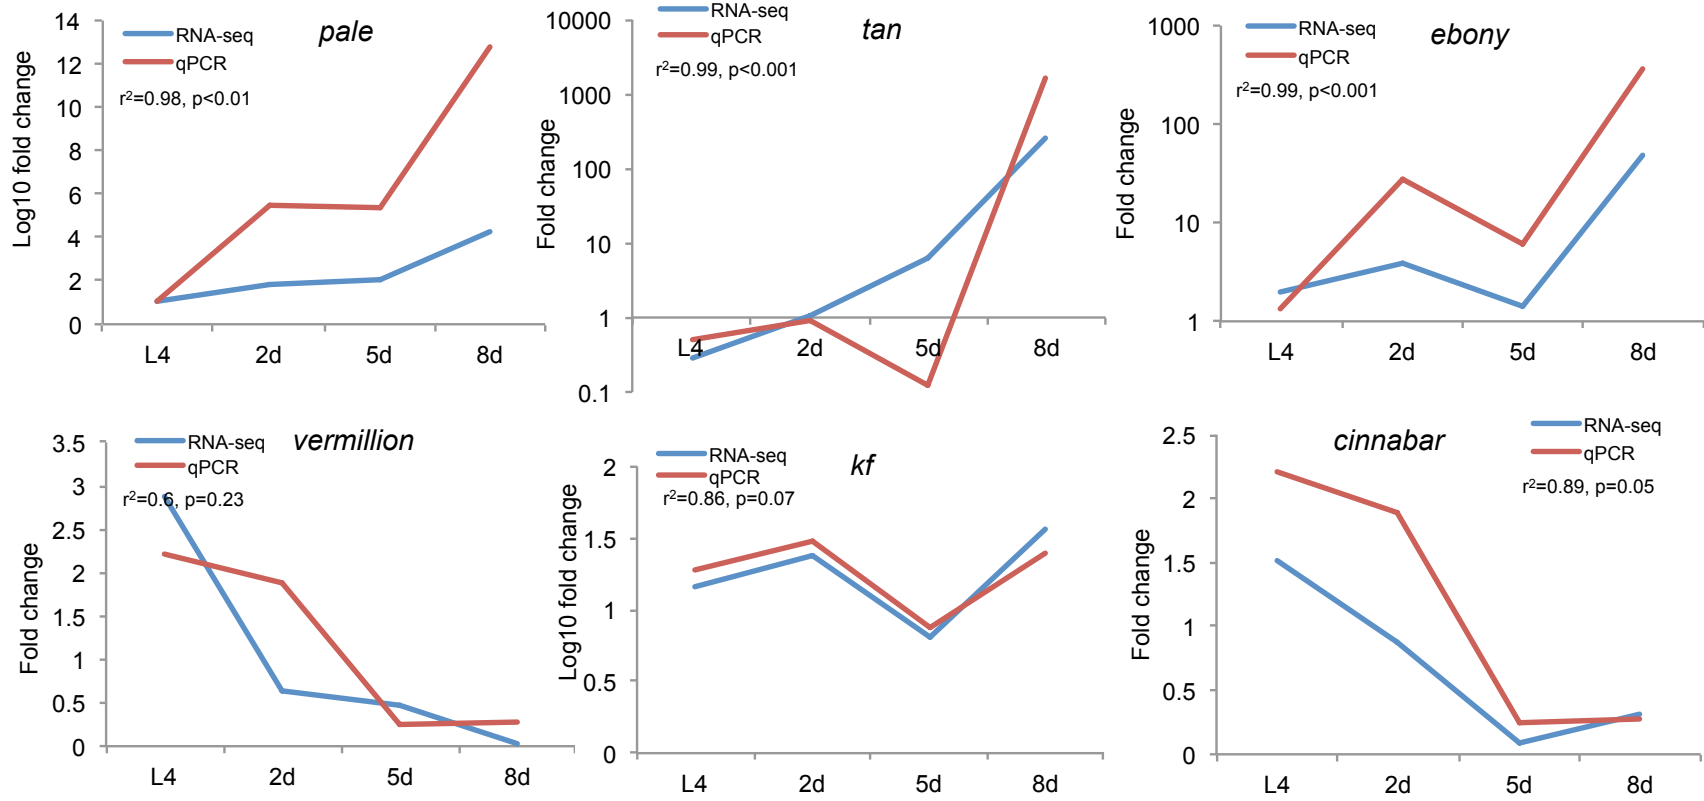 pale
RNA-seq
qPCR
r²=0.98, p<0.01
Log10 fold change
14
12
10
8
6
4
2
0
L4 2d 5d 8d
tan
RNA-seq
qPCR
r²=0.99, p<0.001
Fold change
10000
1000
100
10
1
0.1
L4 2d 5d 8d
ebony
RNA-seq
qPCR
r²=0.99, p<0.001
Fold change
1000
100
10
1
L4 2d 5d 8d
vermillion
RNA-seq
qPCR
r²=0.6, p=0.23
Fold change
3.5
3
2.5
2
1.5
1
0.5
0
L4 2d 5d 8d
kf
RNA-seq
qPCR
r²=0.86, p=0.07
Log10 fold change
2
1.5
1
0.5
0
L4 2d 5d 8d
cinnabar
RNA-seq
qPCR
r²=0.89, p=0.05
Fold change
2.5
2
1.5
1
0.5
0
L4 2d 5d 8d